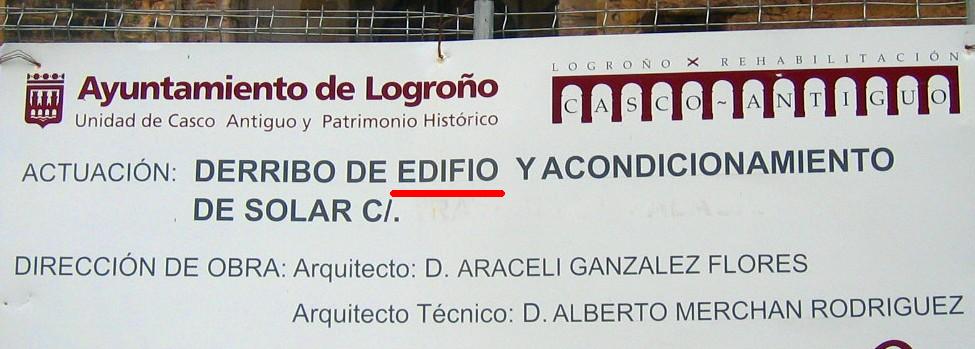 Ayuntamiento de Logroño
Unidad de Casco Antiguo y Patrimonio Histórico
LOGROÑO × REHABILITACIÓN
CASCO~ANTIGUO
ACTUACIÓN: DERRIBO DE EDIFIO Y ACONDICIONAMIENTO
DE SOLAR C/.
DIRECCIÓN DE OBRA: Arquitecto: D. ARACELI GANZALEZ FLORES
Arquitecto Técnico: D. ALBERTO MERCHAN RODRIGUEZ